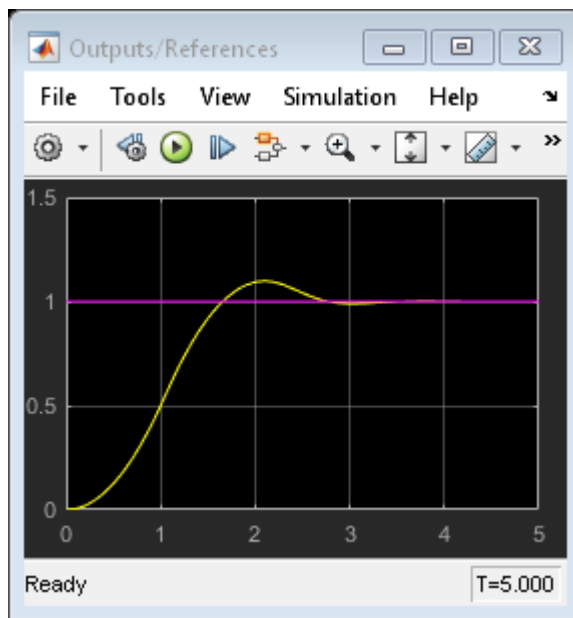 Outputs/References
File Tools View Simulation Help
1.5
1
0.5
0
0 1 2 3 4 5
Ready T=5.000